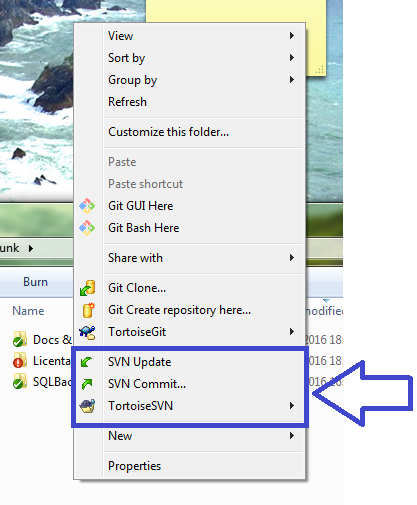 View
Sort by
Group by
Refresh
Customize this folder...
Paste
Paste shortcut
Git GUI Here
Git Bash Here
unk
Share with
Burn
Git Clone...
Name
Git Create repository here...
modified
Docs &
TortoiseGit
2016 18
Licenta
SVN Update
SQLBac
SVN Commit...
2016 18
TortoiseSVN
New
Properties